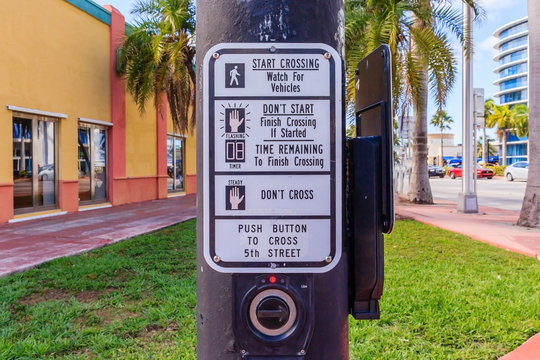 START CROSSING
Watch For
Vehicles
DON'T START
Finish Crossing
If Started
FLASHING
TIME REMAINING
To Finish Crossing
TIMER
STEADY
DON'T CROSS
PUSH BUTTON
TO CROSS
5th STREET